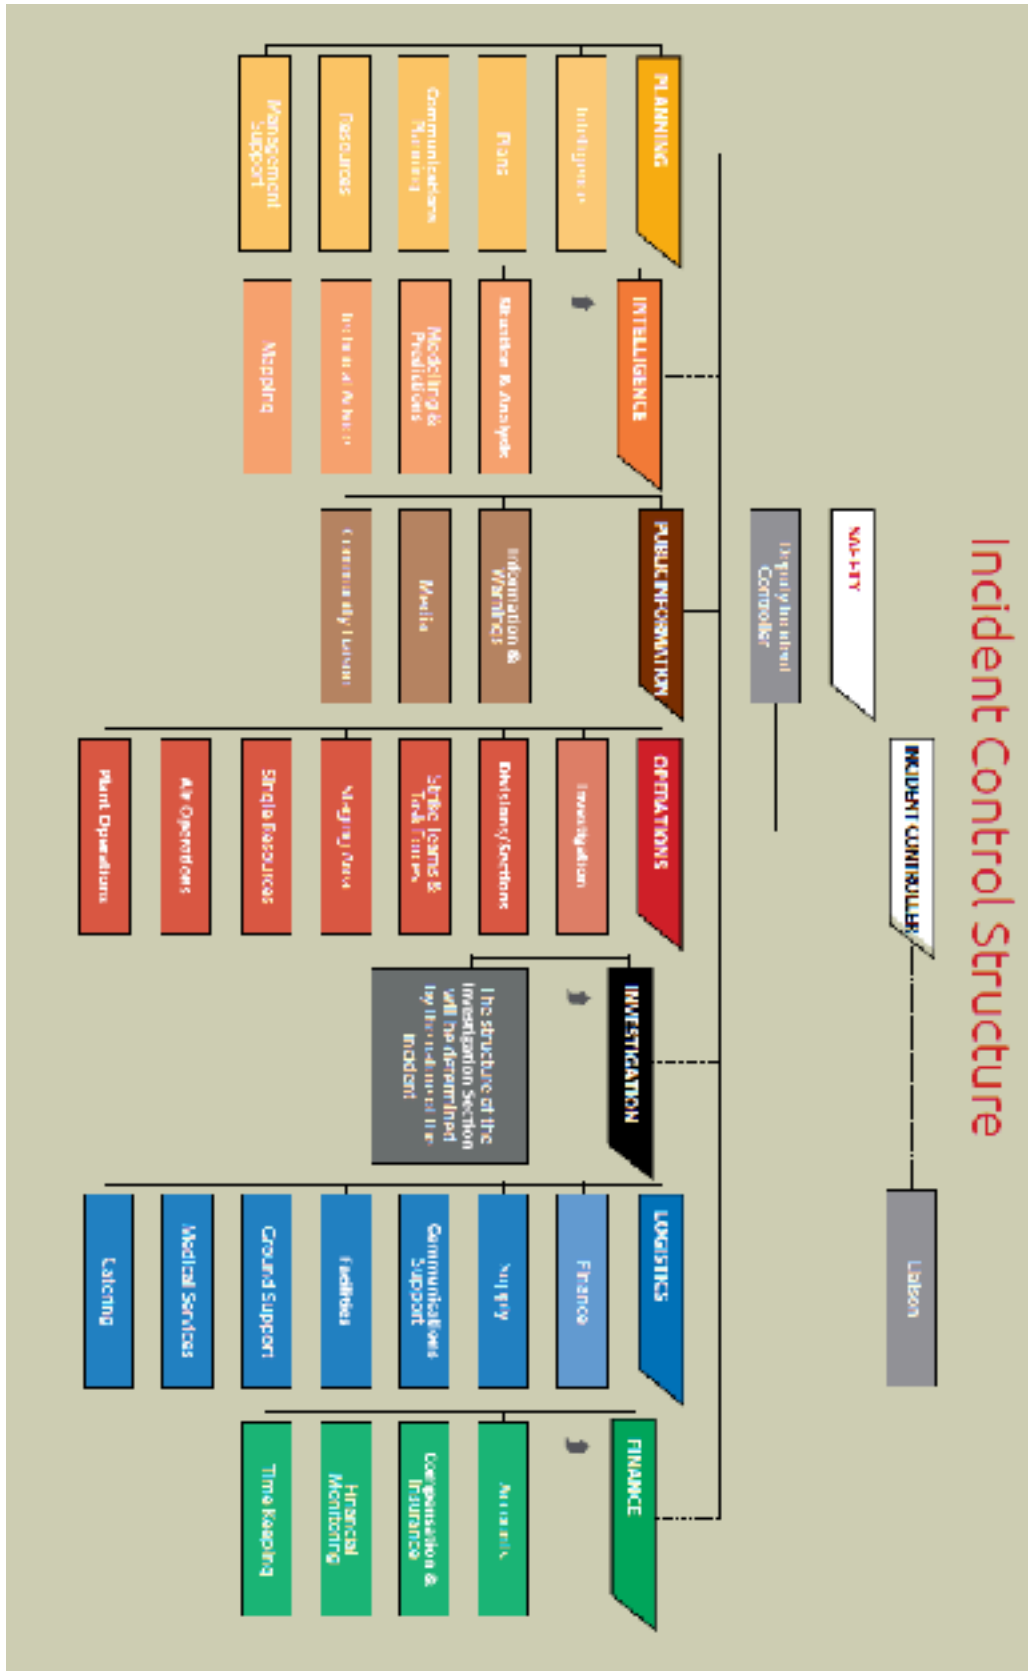 Incident Control Structure
INCIDENT CONTROLLER
Liaison
SAFETY
Deputy Incident
Controller
PLANNING
Intelligence
Plans
Communications
Planning
Resources
Management
Support
INTELLIGENCE
Situation & Analysis
Modelling &
Predictions
Technical Advice
Mapping
PUBLIC INFORMATION
Information &
Warnings
Media
Community Liaison
OPERATIONS
Investigation
Divisions/Sections
Strike Teams &
Task Forces
Staging Area
Single Resources
Air Operations
Plant Operations
INVESTIGATION
The structure of the
Investigation Section
will be determined
by the nature of the
incident
LOGISTICS
Finance
Supply
Communications
Support
Facilities
Ground Support
Medical Services
Catering
FINANCE
Accounts
Compensation &
Insurance
Financial
Monitoring
Time Keeping